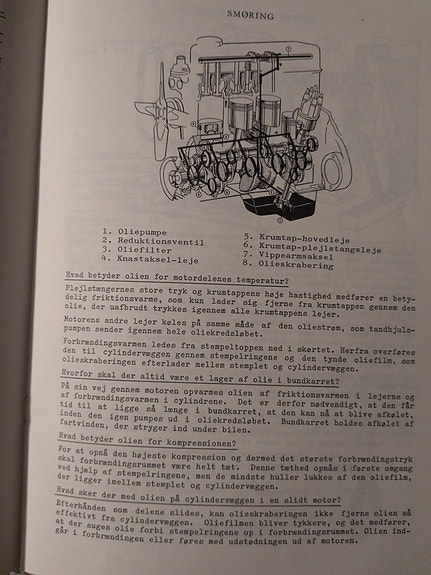 SMØRING
1. Oliepumpe
2. Reduktionsventil
3. Oliefilter
4. Knastaksel-leje
5. Krumtap-hovedleje
6. Krumtap-plejlstangsleje
7. Vippearmsaksel
8. Olieskrabering
Hvad betyder olien for motordelenes temperatur?
Plejlstængernes store tryk og krumtappens høje hastighed medfører en bety-
delig friktionsvarme, som kun lader sig fjerne fra krumtappen gennem den
olie, der uafbrudt trykkes igennem alle krumtappens lejer.
Motorens andre lejer køles på samme måde af den oliestrøm, som tandhjuls-
pumpen sender igennem hele oliekredsløbet.
Forbrændingsvarmen ledes fra stempeltoppen ned i skørtet. Herfra overføres
den til cylindervæggen gennem stempelringene og den tynde oliefilm, som
olieskraberingen efterlader mellem stemplet og cylindervæggen.
Hvorfor skal der altid være et lager af olie i bundkarret?
På sin vej gennem motoren opvarmes olien af friktionsvarmen i lejerne og
af forbrændingsvarmen i cylindrene. Det er derfor nødvendigt, at den får
tid til at ligge så længe i bundkarret, at den kan nå at blive afkølet,
inden den igen pumpes ud i oliekredsløbet. Bundkarret holdes afkølet af
fartvinden, der stryger ind under bilen.
Hvad betyder olien for kompressionen?
For at opnå den højeste kompression og dermed det største forbrændingstryk
skal forbrændingsrummet være helt tæt. Denne tæthed opnås i første omgang
ved hjælp af stempelringene, men de mindste huller lukkes af den oliefilm,
der ligger imellem stemplet og cylindervæggen.
Hvad sker der med olien på cylindervæggen i en slidt motor?
Efterhånden som delene slides, kan olieskraberingen ikke fjerne olien så
effektivt fra cylindervæggen. Oliefilmen bliver tykkere, og det medfører,
at der suges olie forbi stempelringene op i forbrændingsrummet. Olien ind-
går i forbrændingen eller føres med udstødningen ud af motoren.